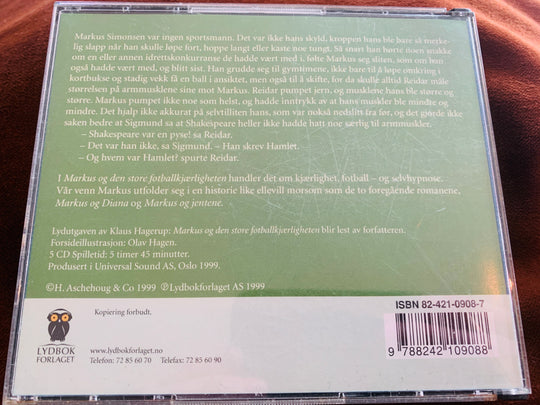 Markus Simonsen var ingen sportsmann. Det var ikke hans skyld, kroppen hans ble bare så merke-
lig slapp når han skulle løpe fort, hoppe langt eller kaste noe tungt. Så snart han hørte noen snakke
om en eller annen idrettskonkurranse de hadde vært med i, følte Markus seg sliten, som om han
også hadde vært med, og blitt sist. Han grudde seg til gymtimene, ikke bare til å løpe omkring i
kortbukse og stadig vekk få en ball i ansiktet, men også til å skifte, for da skulle alltid Reidar måle
størrelsen på armmusklene sine mot Markus. Reidar pumpet jern, og musklene hans ble større og
større. Markus pumpet ikke noe som helst, og hadde inntrykk av at hans muskler ble mindre og
mindre. Det hjalp ikke akkurat på selvtilliten hans, som var nokså nedslitt fra før, og det gjorde ikke
saken bedre at Sigmund sa at Shakespeare heller ikke hadde hatt noe særlig til armmuskler.
– Shakespeare var en pyse! sa Reidar.
– Det var han ikke, sa Sigmund. – Han skrev Hamlet.
– Og hvem var Hamlet? spurte Reidar.
I Markus og den store fotballkjærligheten handler det om kjærlighet, fotball – og selvhypnose.
Vår venn Markus utfolder seg i en historie like ellevill morsom som de to foregående romanene,
Markus og Diana og Markus og jentene.
Lydutgaven av Klaus Hagerup: Markus og den store fotballkjærligheten blir lest av forfatteren.
Forsideillustrasjon: Olav Hagen.
5 CD Spilletid: 5 timer 45 minutter.
Produsert i Universal Sound AS, Oslo 1999.
©H. Aschehoug & Co 1999 ℗Lydbokforlaget AS 1999
Kopiering forbudt.
LYDBOK
FORLAGET
www.lydbokforlaget.no
Telefon: 72 85 60 70 Telefax: 72 85 60 90
ISBN 82-421-0908-7
9 788242 109088